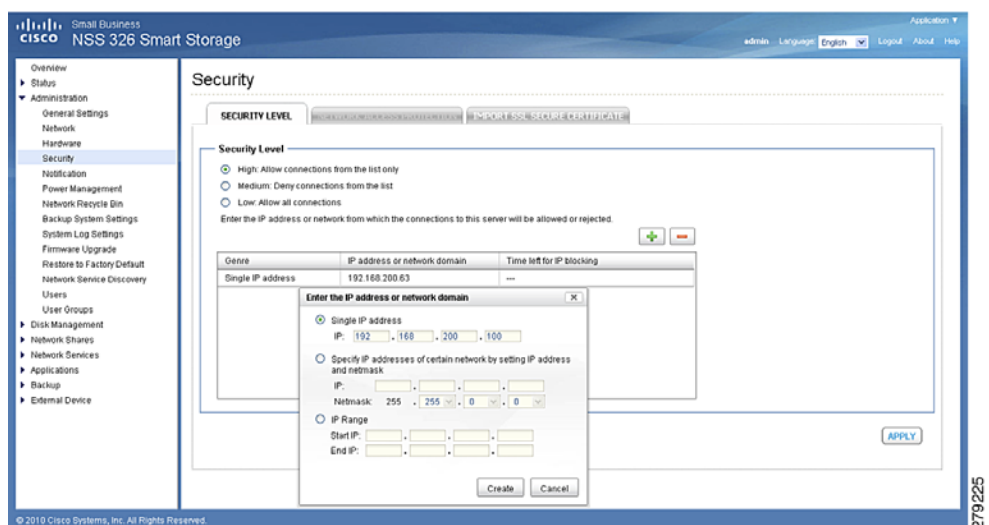 Small Business
CISCO NSS 326 Smart Storage
Application
admin Language: English Logout About Help
Overview
Status
Administration
General Settings
Network
Hardware
Security
Notification
Power Management
Network Recycle Bin
Backup System Settings
System Log Settings
Firmware Upgrade
Restore to Factory Default
Network Service Discovery
Users
User Groups
Disk Management
Network Shares
Network Services
Applications
Backup
External Device
Security
SECURITY LEVEL NETWORK ACCESS PROTECTION IMPORT SSL SECURE CERTIFICATE
Security Level
High: Allow connections from the list only
Medium: Deny connections from the list
Low: Allow all connections
Enter the IP address or network from which the connections to this server will be allowed or rejected.
Genre IP address or network domain Time left for IP blocking
Single IP address 192.168.200.63 ---
Enter the IP address or network domain
Single IP address
IP: 192 . 168 . 200 . 100
Specify IP addresses of certain network by setting IP address
and netmask
IP: . . .
Netmask: 255 . 255 . 0 . 0
IP Range
Start IP: . . .
End IP: . . .
Create Cancel
APPLY
© 2010 Cisco Systems, Inc. All Rights Reserved.
279225